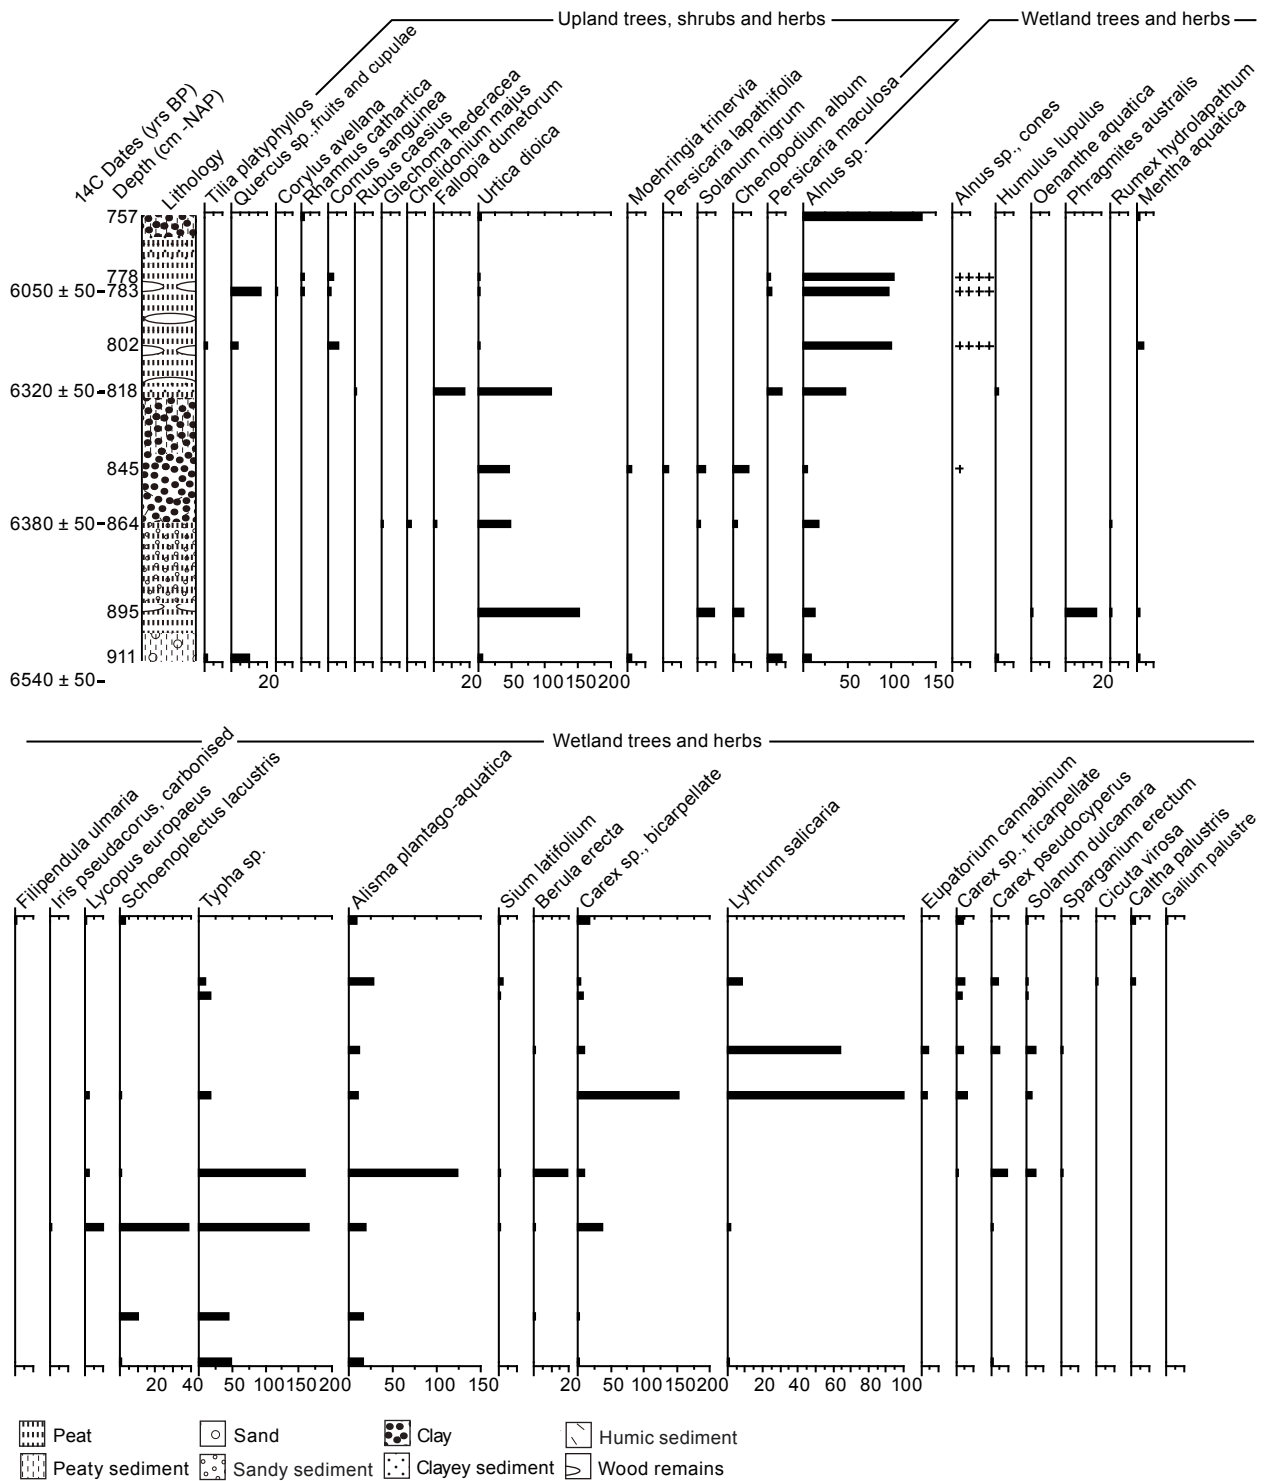 Upland trees, shrubs and herbs
Wetland trees and herbs
14C Dates (yrs BP)
Depth (cm -NAP)
Lithology
Tilia platyphyllos
Quercus sp.,fruits and cupulae
Corylus avellana
Rhamnus cathartica
Cornus sanguinea
Rubus caesius
Glechoma hederacea
Chelidonium majus
Fallopia dumetorum
Urtica dioica
Moehringia trinervia
Persicaria lapathifolia
Solanum nigrum
Chenopodium album
Persicaria maculosa
Alnus sp.
Alnus sp., cones
Humulus lupulus
Oenanthe aquatica
Phragmites australis
Rumex hydrolapathum
Mentha aquatica
757
778
++++
6050 ± 50-783
++++
802
++++
6320 ± 50-818
845
+
6380 ± 50-864
895
911
6540 ± 50-
20 20 50 100 150 200 50 100 150 20
Wetland trees and herbs
Filipendula ulmaria
Iris pseudacorus, carbonised
Lycopus europaeus
Schoenoplectus lacustris
Typha sp.
Alisma plantago-aquatica
Sium latifolium
Berula erecta
Carex sp., bicarpellate
Lythrum salicaria
Eupatorium cannabinum
Carex sp., tricarpellate
Carex pseudocyperus
Solanum dulcamara
Sparganium erectum
Cicuta virosa
Caltha palustris
Galium palustre
20 40 50 100 150 200 50 100 150 20 50 100 150 200 20 40 60 80 100
Peat Sand Clay Humic sediment
Peaty sediment Sandy sediment Clayey sediment Wood remains